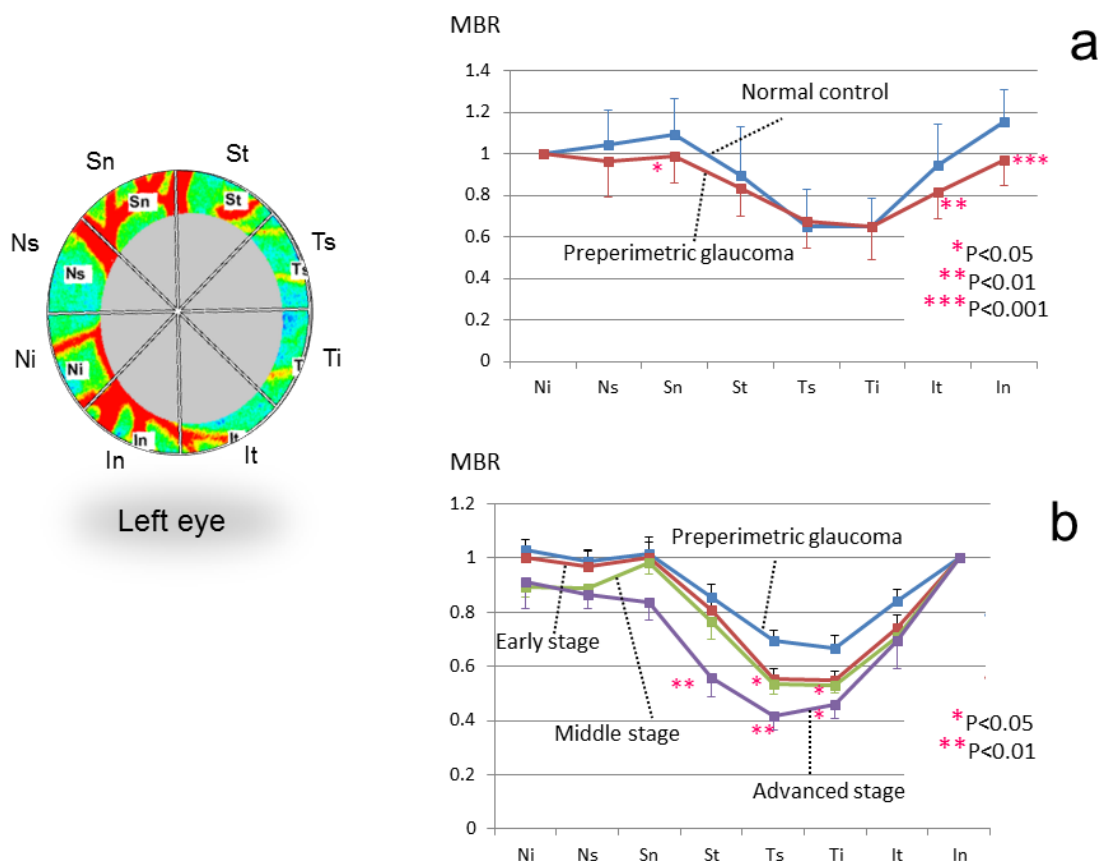 Sn
St
Ns
Ts
Ni
Ti
In
It
Sn
St
Ns
Ts
Ni
T
In
It
Left eye
MBR
a
1.4
1.2
1
0.8
0.6
0.4
0.2
0
Normal control
Preperimetric glaucoma
*
***
**
*P<0.05
**P<0.01
***P<0.001
Ni Ns Sn St Ts Ti It In
MBR
b
1.2
1
0.8
0.6
0.4
0.2
0
Preperimetric glaucoma
Early stage
Middle stage
Advanced stage
**
*
*
*
**
*P<0.05
**P<0.01
Ni Ns Sn St Ts Ti It In